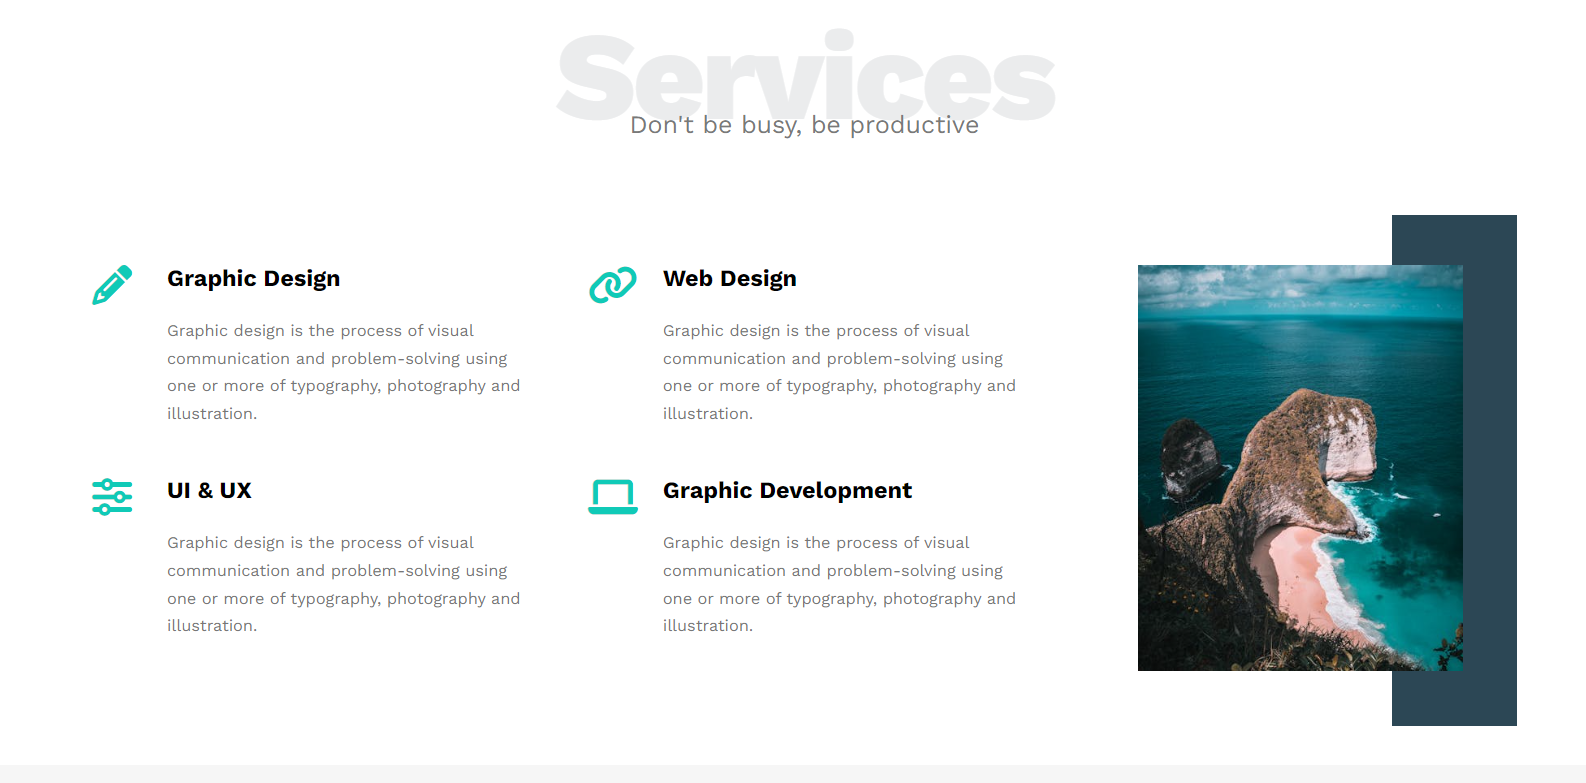 Services
Don't be busy, be productive
Graphic Design
Graphic design is the process of visual
communication and problem-solving using
one or more of typography, photography and
illustration.
Web Design
Graphic design is the process of visual
communication and problem-solving using
one or more of typography, photography and
illustration.
UI & UX
Graphic design is the process of visual
communication and problem-solving using
one or more of typography, photography and
illustration.
Graphic Development
Graphic design is the process of visual
communication and problem-solving using
one or more of typography, photography and
illustration.